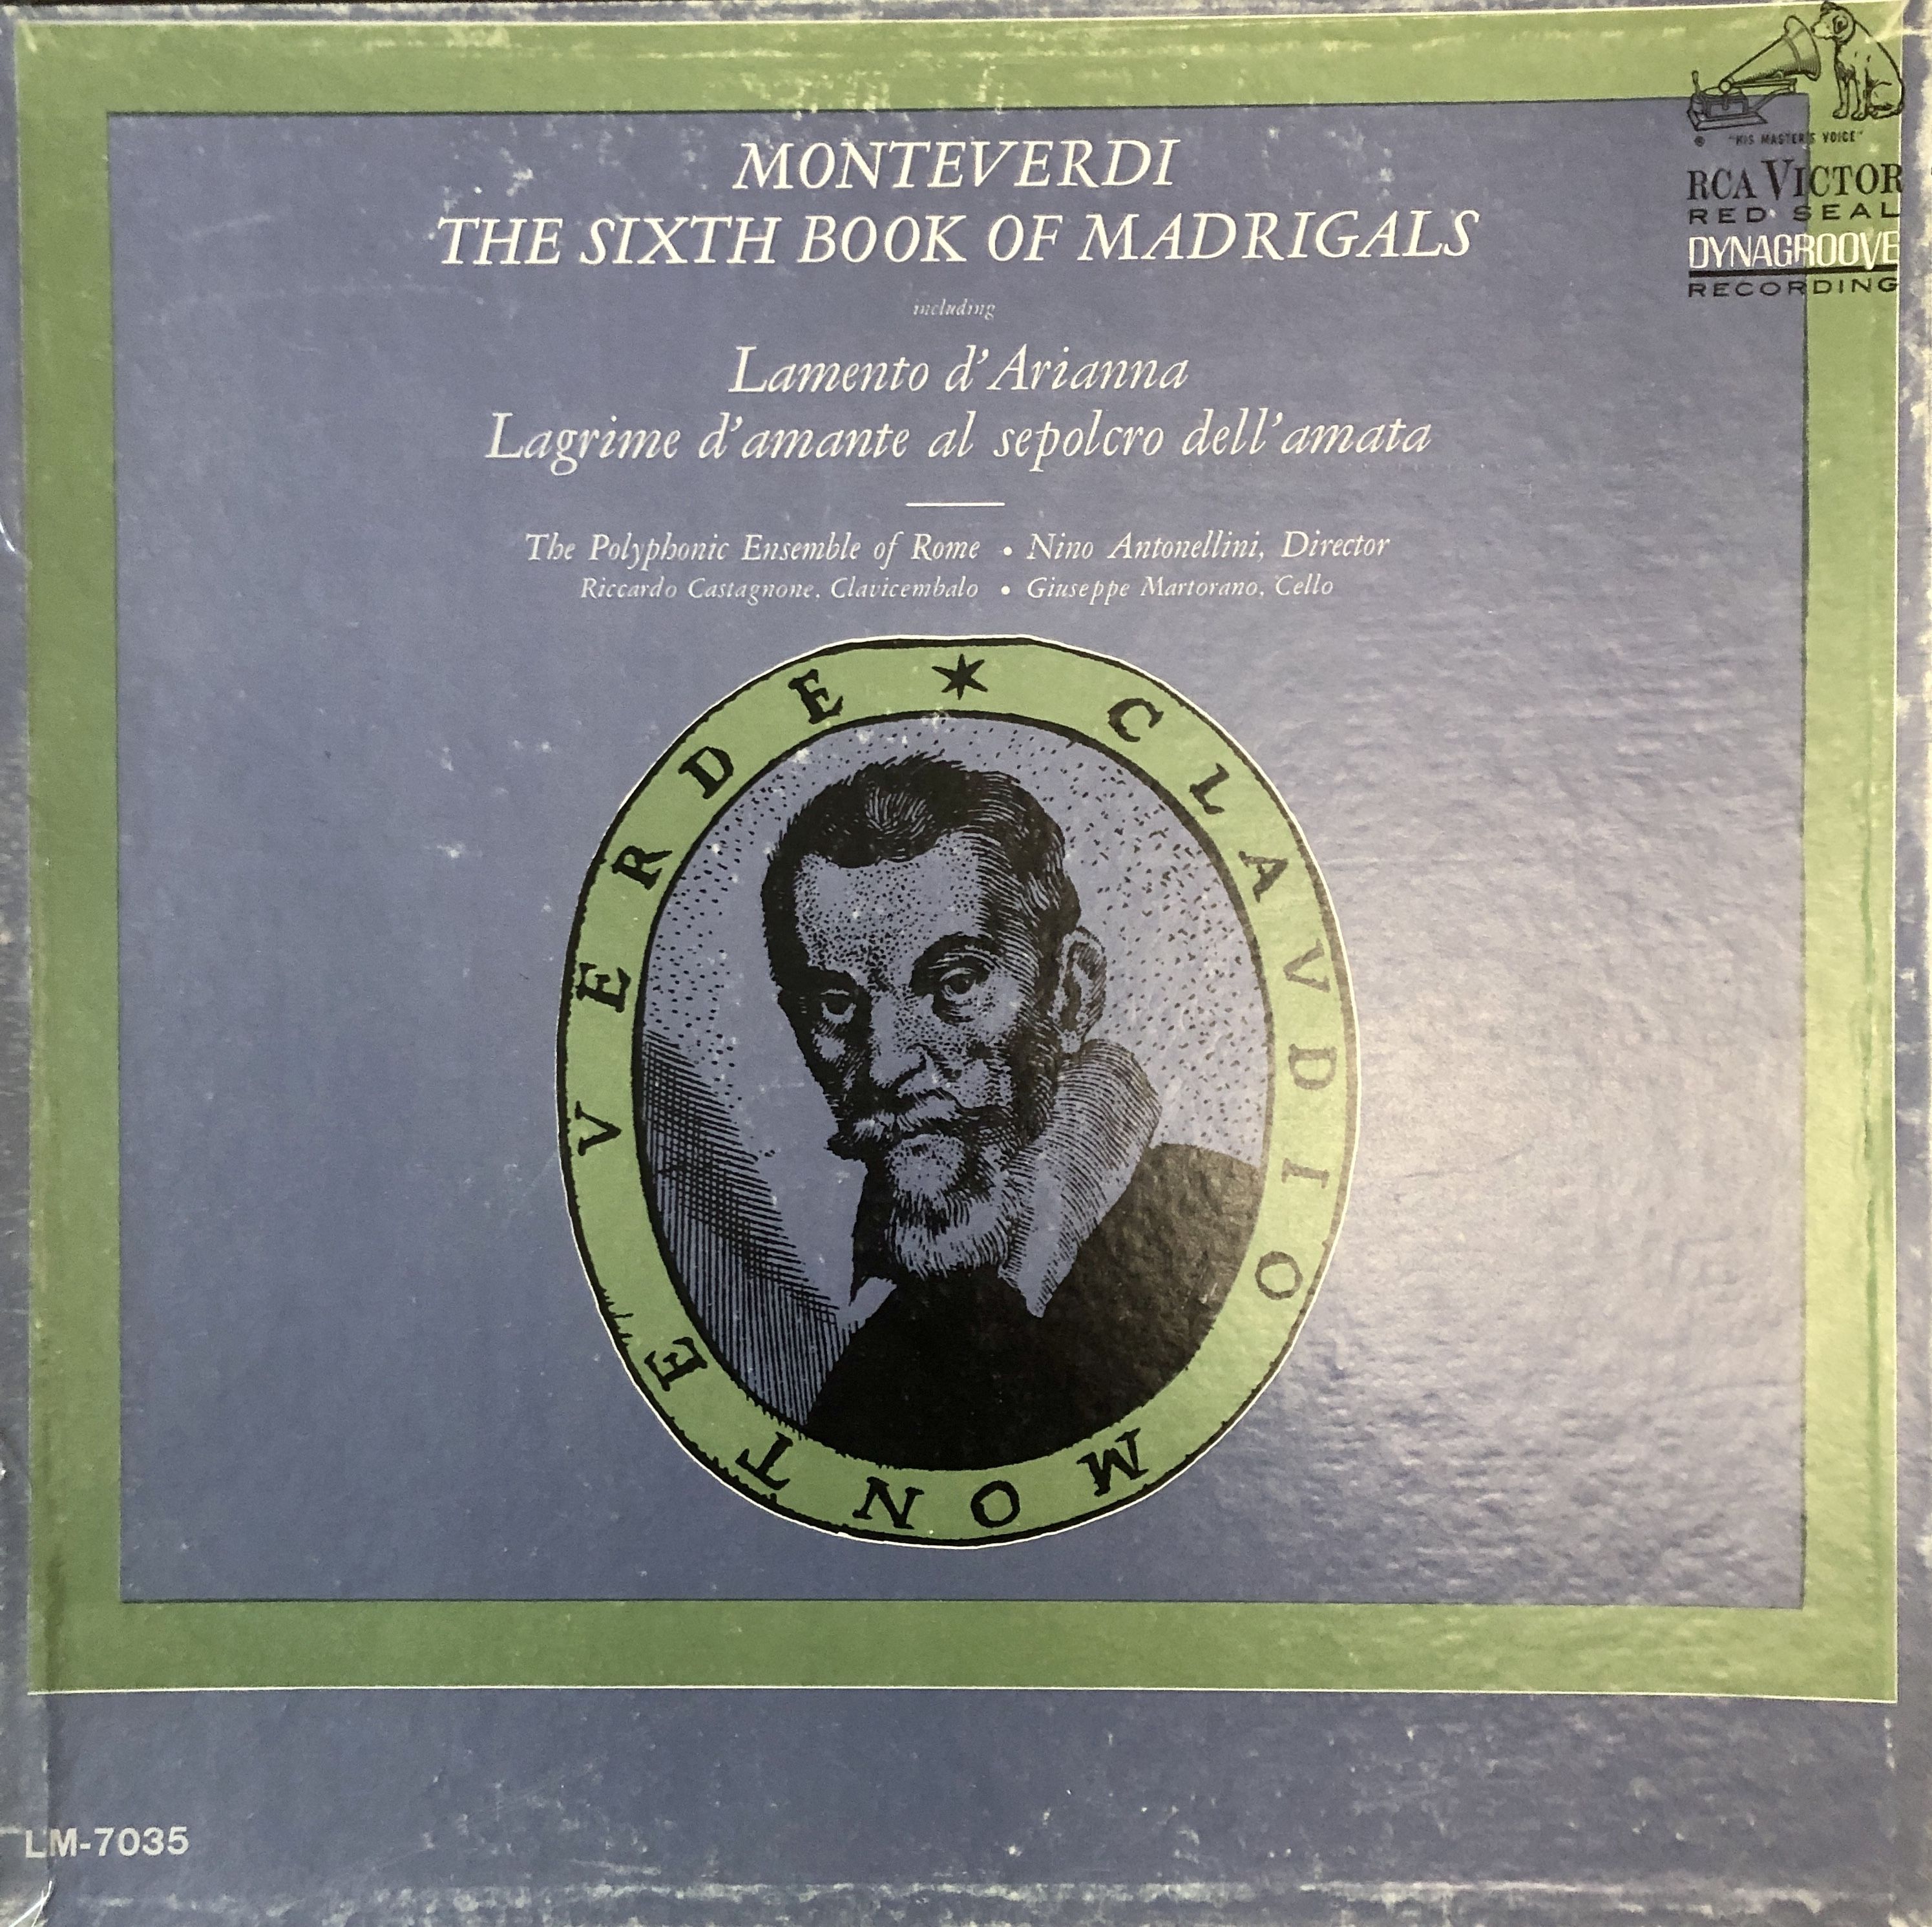 "HIS MASTER'S VOICE"
RCA VICTOR
RED SEAL
DYNAGROOVE
RECORDING
MONTEVERDI
THE SIXTH BOOK OF MADRIGALS
including
Lamento d'Arianna
Lagrime d'amante al sepolcro dell'amata
The Polyphonic Ensemble of Rome • Nino Antonellini, Director
Riccardo Castagnone, Clavicembalo • Giuseppe Martorano, Cello
CLAVDIO MONTEVERDE
LM-7035